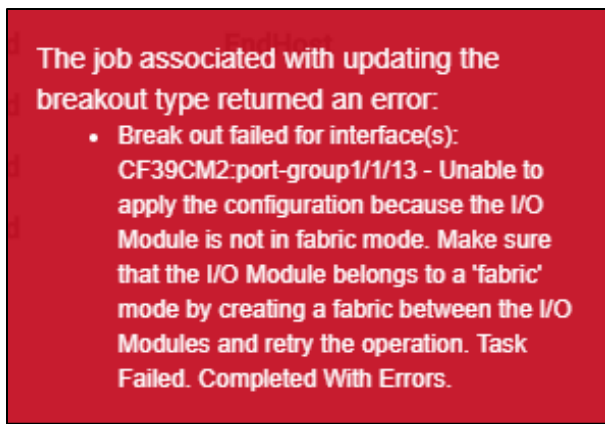 EndHost
The job associated with updating the
breakout type returned an error:
• Break out failed for interface(s):
CF39CM2:port-group1/1/13 - Unable to
apply the configuration because the I/O
Module is not in fabric mode. Make sure
that the I/O Module belongs to a 'fabric'
mode by creating a fabric between the I/O
Modules and retry the operation. Task
Failed. Completed With Errors.